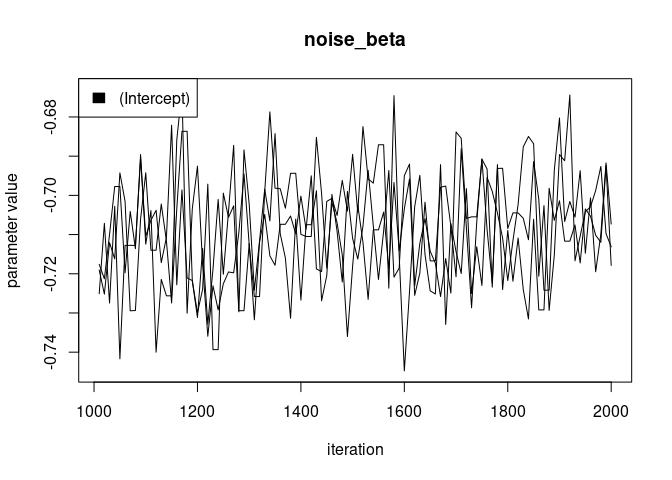 noise_beta
(Intercept)
-0.68
-0.70
-0.72
-0.74
parameter value
1000 1200 1400 1600 1800 2000
iteration